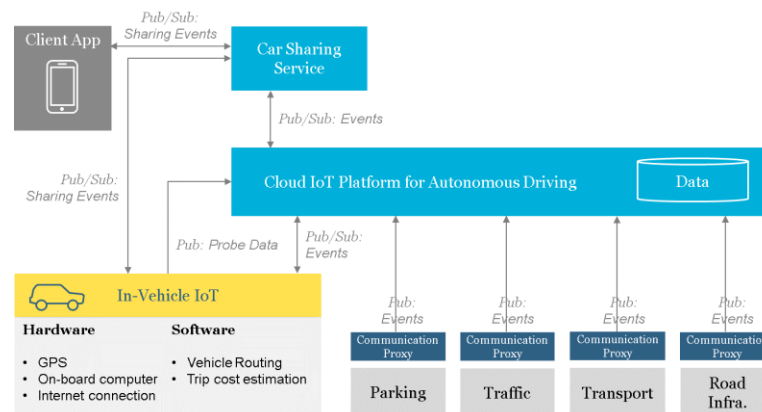 Pub/Sub:
Sharing Events
Client App
Car Sharing
Service
Pub/Sub: Events
Pub/Sub:
Sharing Events
Cloud IoT Platform for Autonomous Driving
Data
Pub: Probe Data
Pub/Sub:
Events
In-Vehicle IoT
Hardware
• GPS
• On-board computer
• Internet connection
Software
• Vehicle Routing
• Trip cost estimation
Pub:
Events
Communication
Proxy
Parking
Pub:
Events
Communication
Proxy
Traffic
Pub:
Events
Communication
Proxy
Transport
Pub:
Events
Communication
Proxy
Road
Infra.